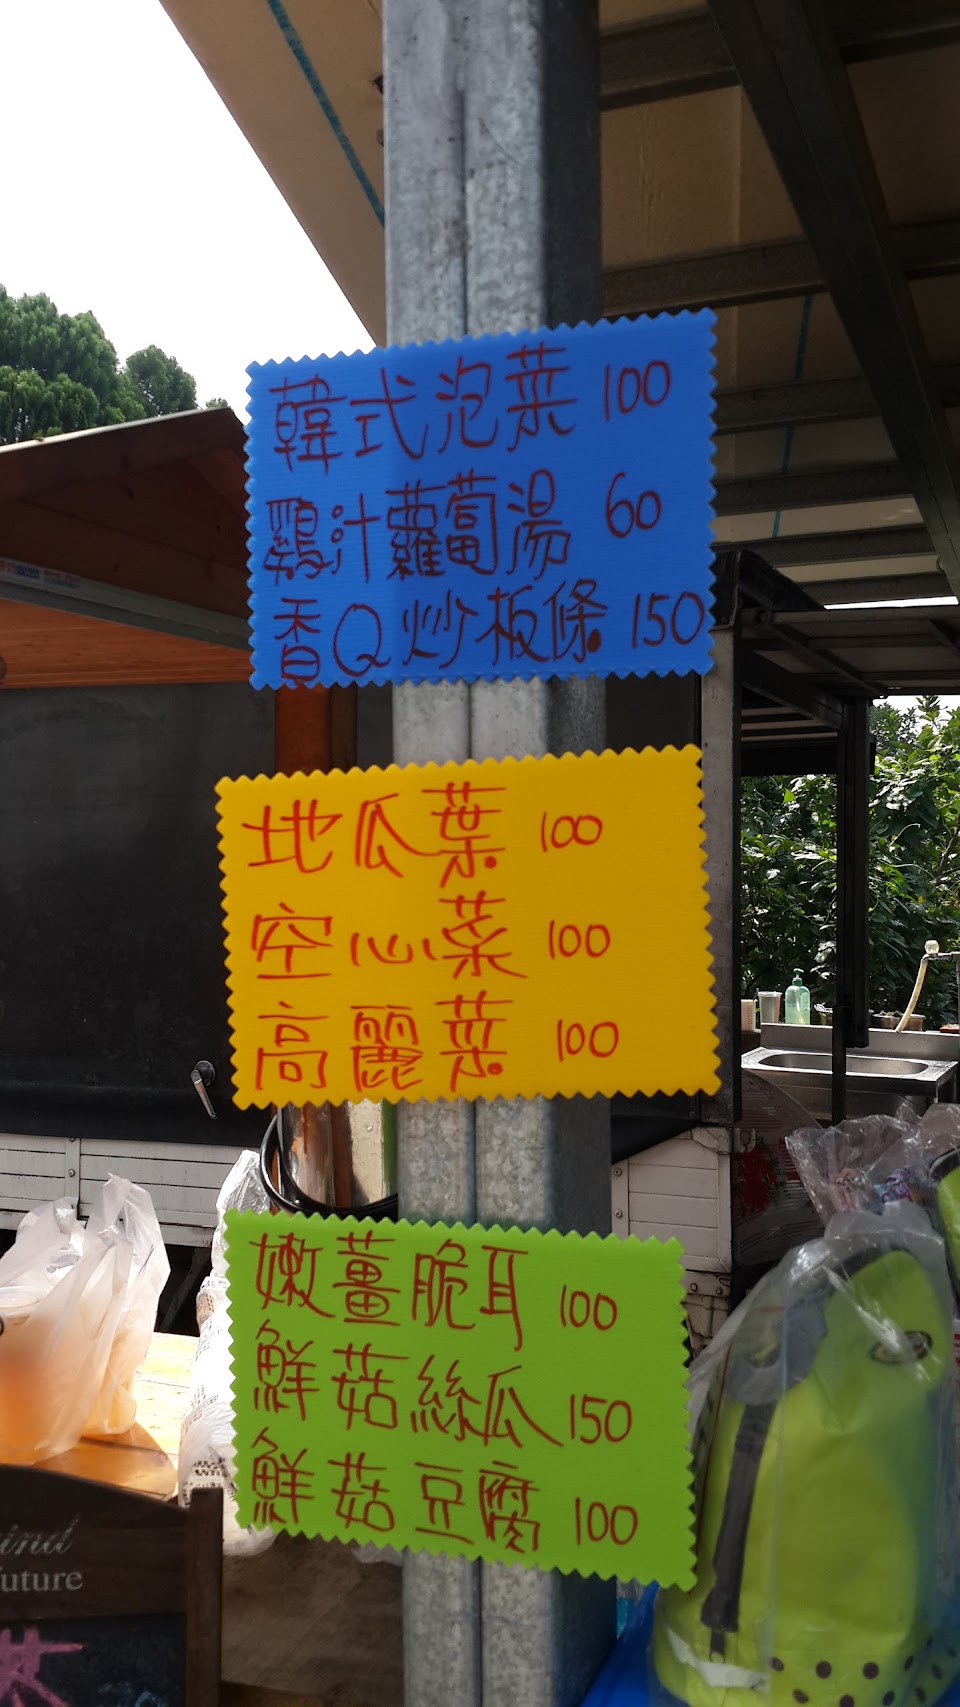 韓式泡菜 100
鷄汁蘿蔔湯 60
香Q炒板條 150
地瓜葉 100
空心菜 100
高麗菜 100
嫩薑脆耳 100
鮮菇絲瓜 150
鮮菇豆腐 100